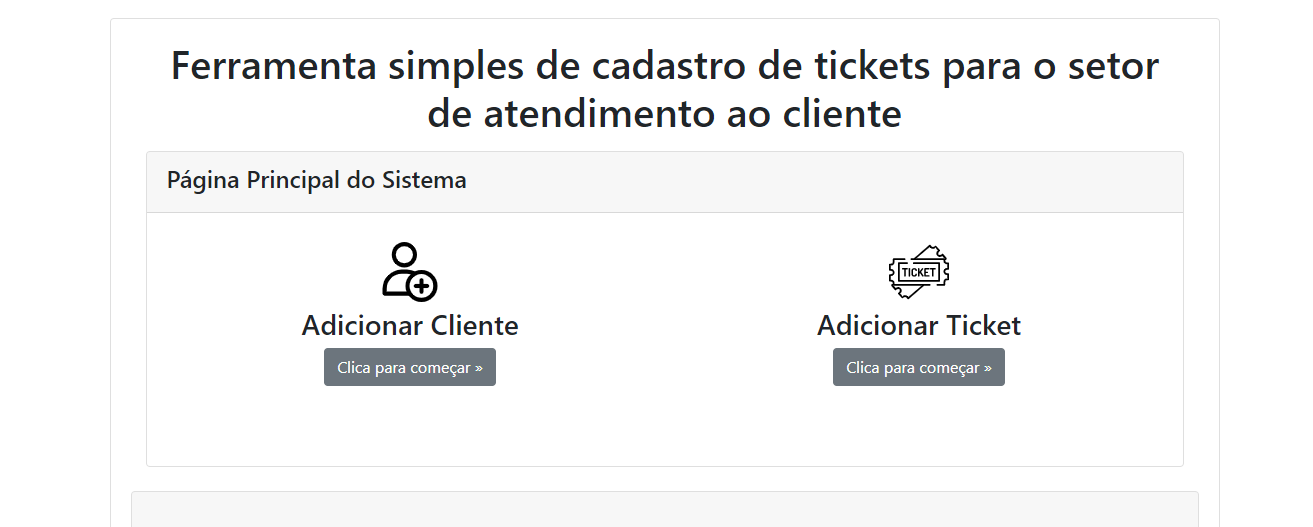 Ferramenta simples de cadastro de tickets para o setor
de atendimento ao cliente
Página Principal do Sistema
TICKET
Adicionar Cliente
Adicionar Ticket
Clica para começar »
Clica para começar »